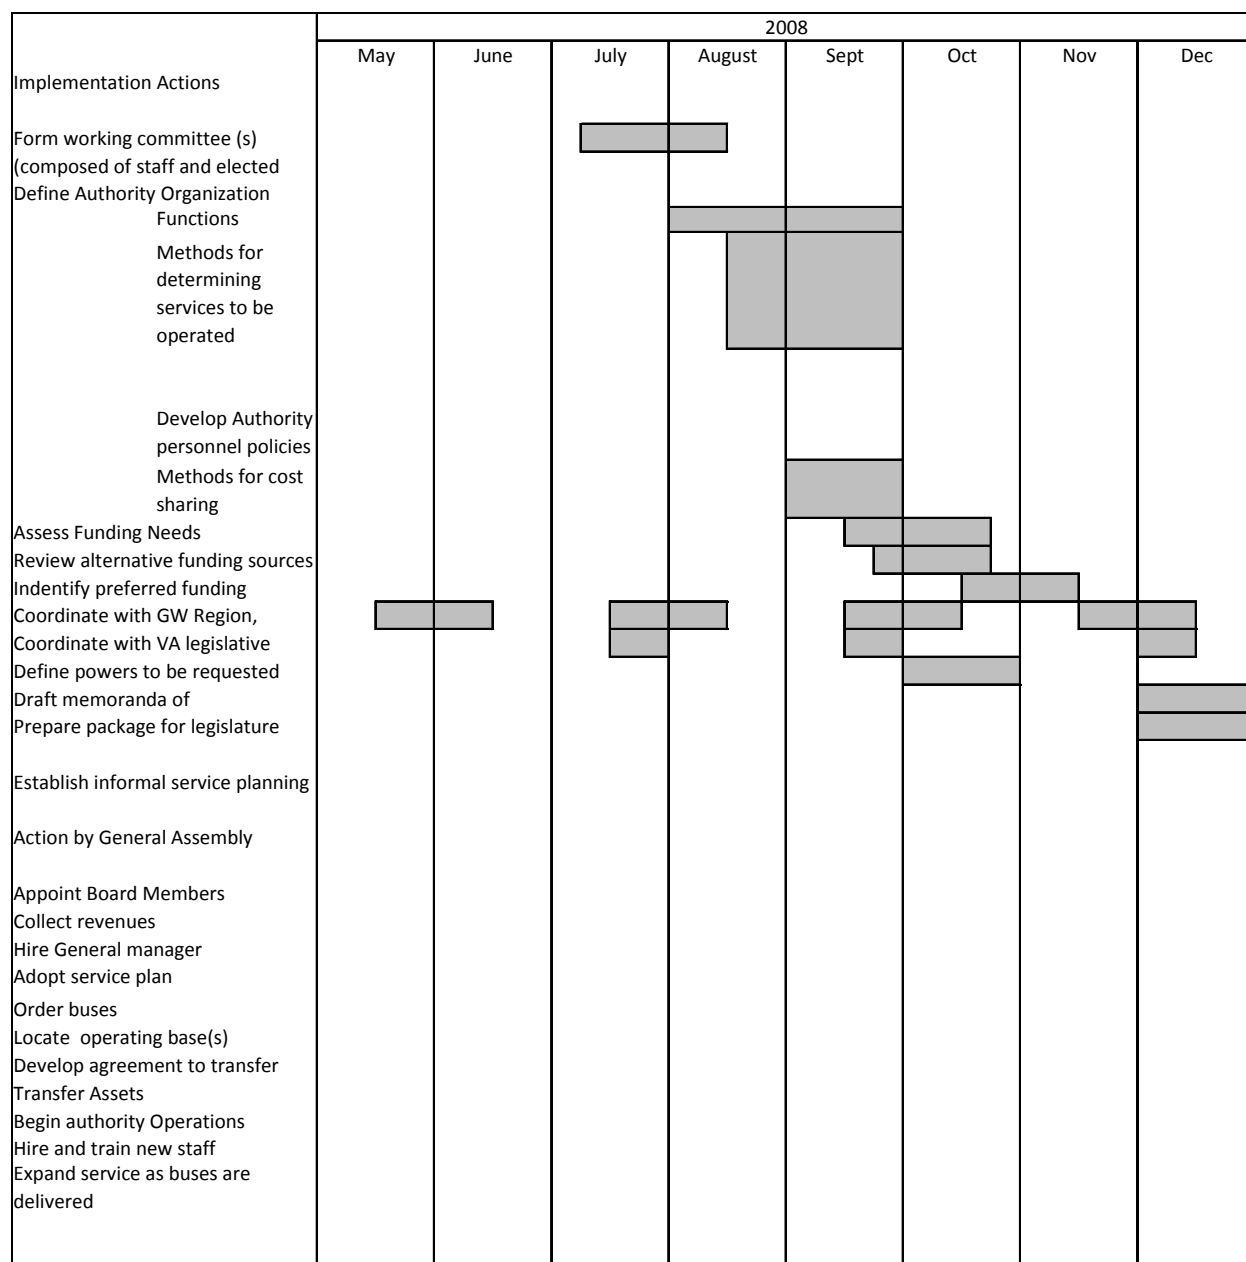 2008
May June July August Sept Oct Nov Dec
Implementation Actions
Form working committee (s)
(composed of staff and elected
Define Authority Organization
Functions
Methods for
determining
services to be
operated
Develop Authority
personnel policies
Methods for cost
sharing
Assess Funding Needs
Review alternative funding sources
Indentify preferred funding
Coordinate with GW Region,
Coordinate with VA legislative
Define powers to be requested
Draft memoranda of
Prepare package for legislature
Establish informal service planning
Action by General Assembly
Appoint Board Members
Collect revenues
Hire General manager
Adopt service plan
Order buses
Locate operating base(s)
Develop agreement to transfer
Transfer Assets
Begin authority Operations
Hire and train new staff
Expand service as buses are
delivered